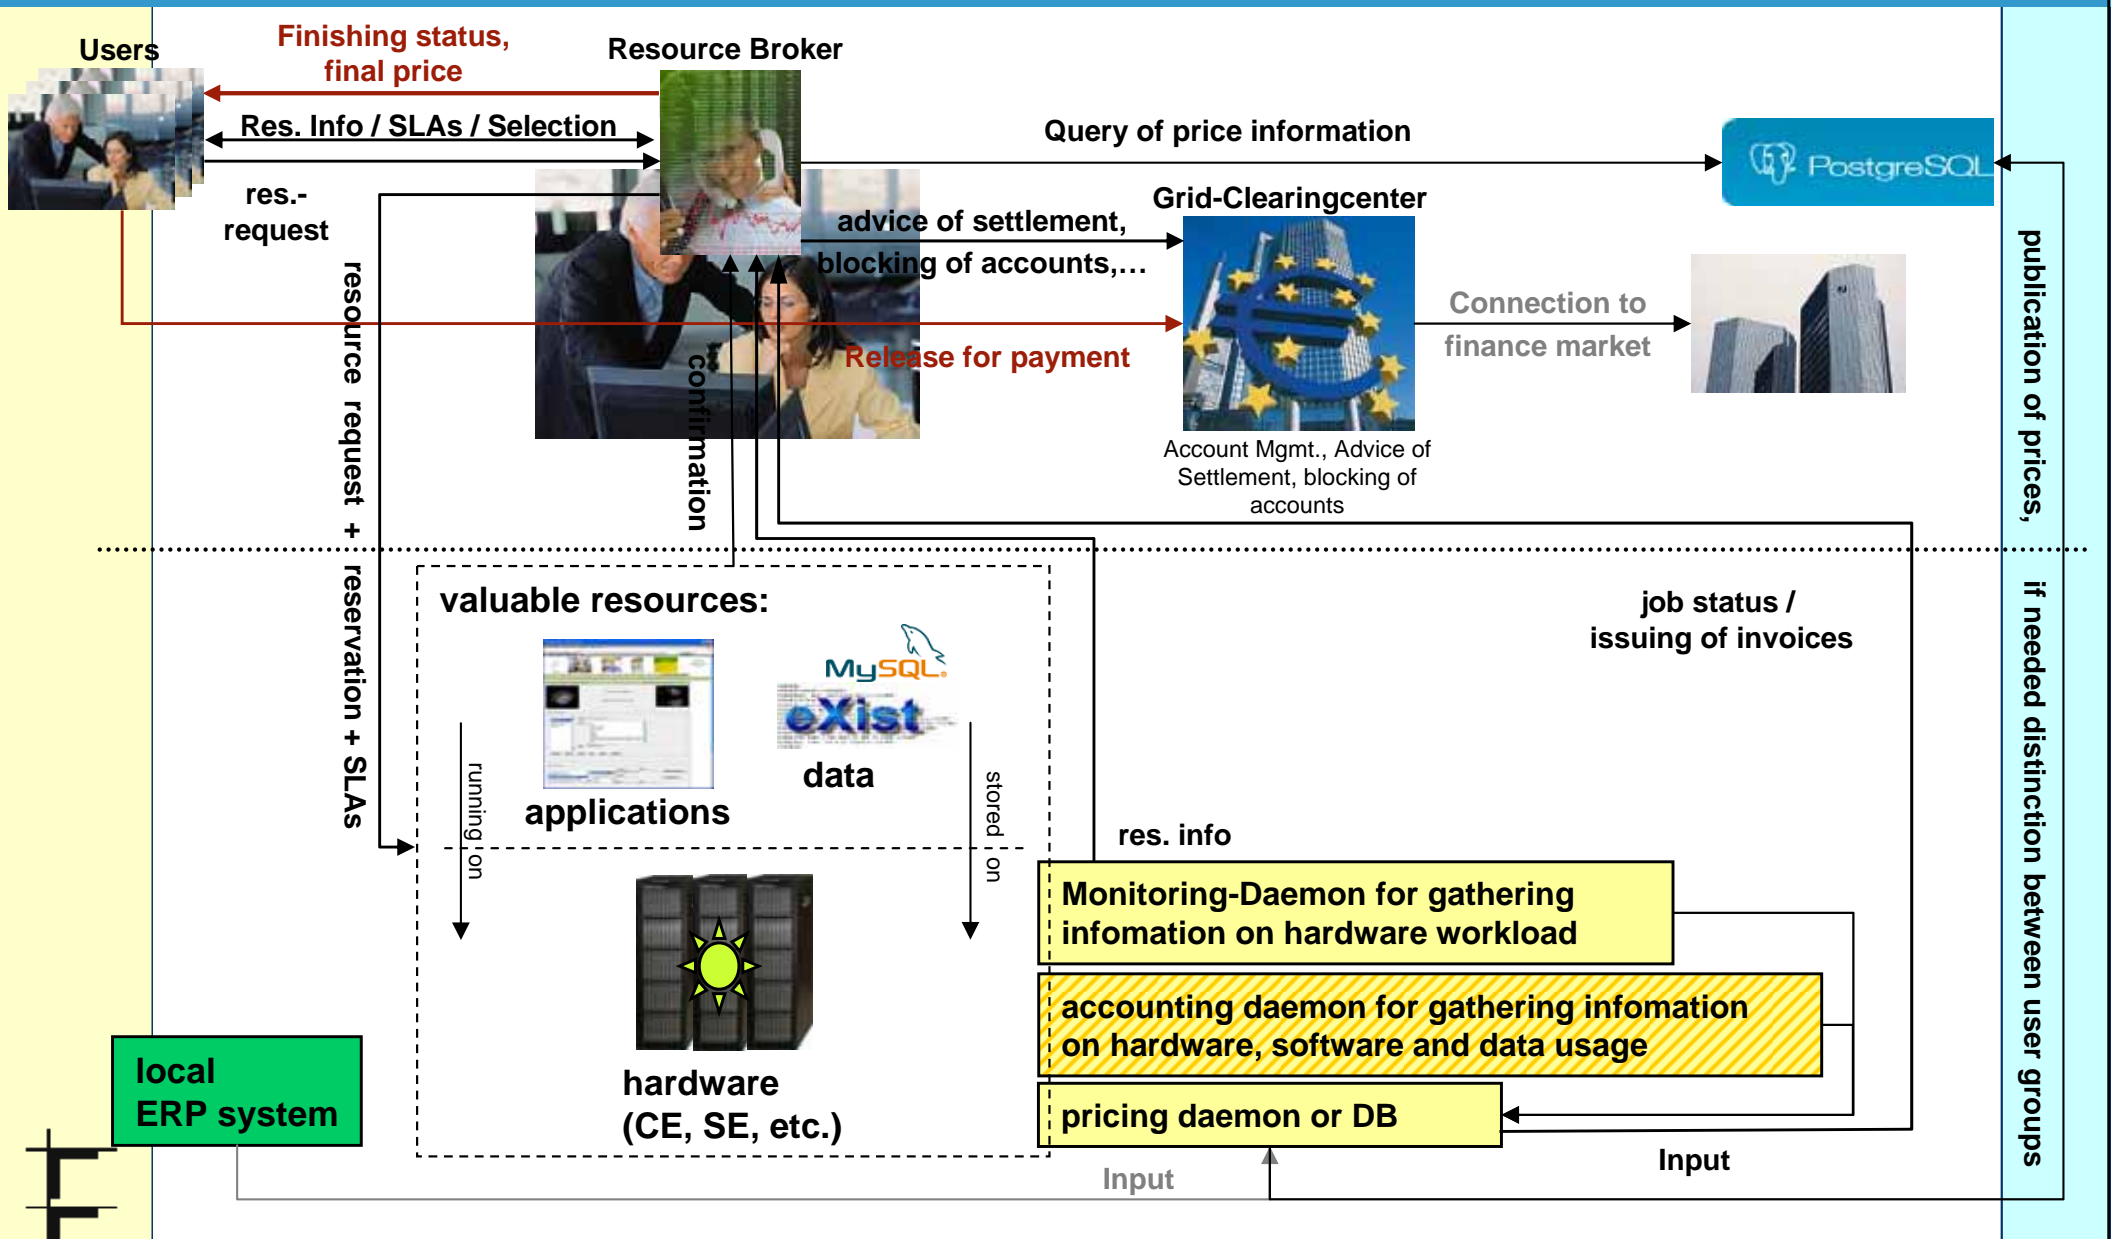 Users
Finishing status,
final price
Resource Broker
Res. Info / SLAs / Selection
Query of price information
PostgreSQL
res.-
request
Grid-Clearingcenter
advice of settlement,
blocking of accounts,…
Connection to
finance market
Release for payment
Account Mgmt., Advice of
Settlement, blocking of
accounts
confirmation
resource request + reservation + SLAs
publication of prices, if needed distinction between user groups
valuable resources:
job status /
issuing of invoices
MySQL
eXist
data
applications
running on
stored on
res. info
Monitoring-Daemon for gathering
infomation on hardware workload
accounting daemon for gathering infomation
on hardware, software and data usage
hardware
(CE, SE, etc.)
local
ERP system
pricing daemon or DB
Input
Input